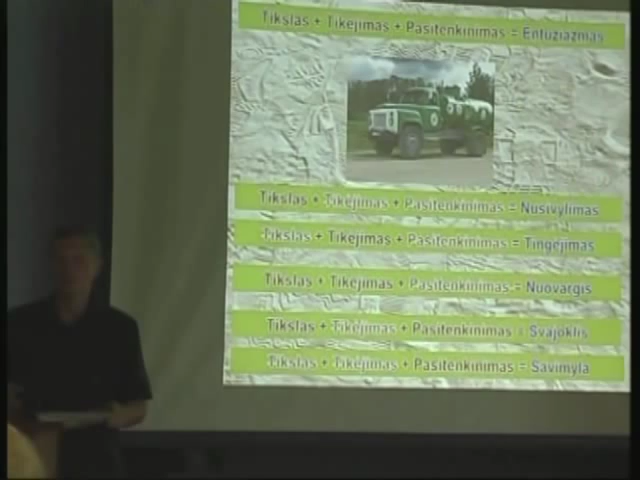 Tikslas + Tikėjimas + Pasitenkinimas = Entuziazmas
Tikslas + Tikėjimas + Pasitenkinimas = Nusivylimas
Tikslas + Tikėjimas + Pasitenkinimas = Tingėjimas
Tikslas + Tikėjimas + Pasitenkinimas = Nuovargis
Tikslas + Tikėjimas + Pasitenkinimas = Svajoklis
Tikslas + Tikėjimas + Pasitenkinimas = Savimyla